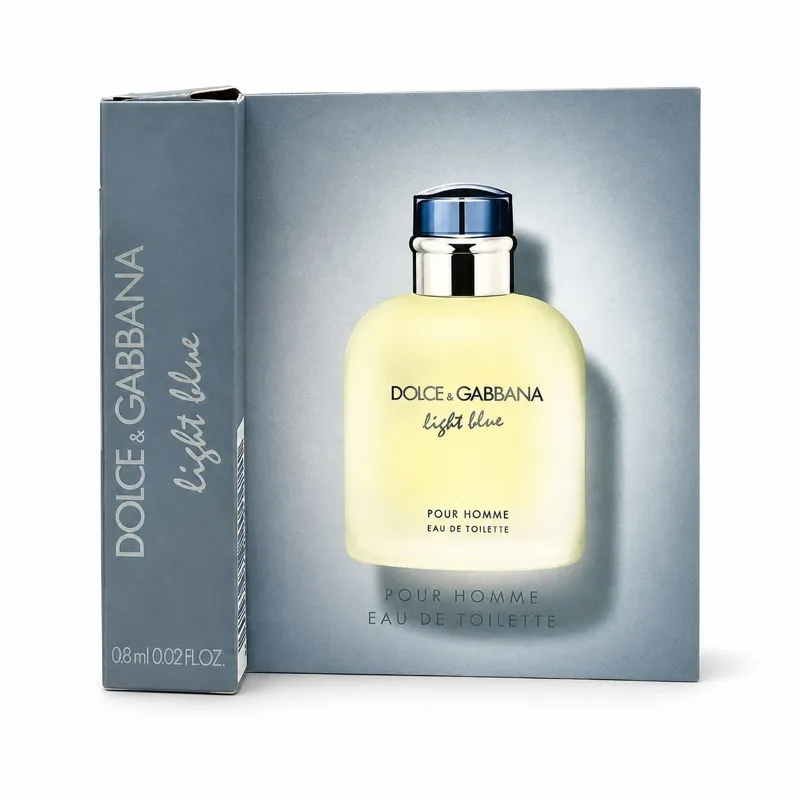 DOLCE & GABBANA
light blue
0.8 ml 0.02 FL.OZ.
DOLCE & GABBANA
light blue
POUR HOMME
EAU DE TOILETTE
POUR HOMME
EAU DE TOILETTE